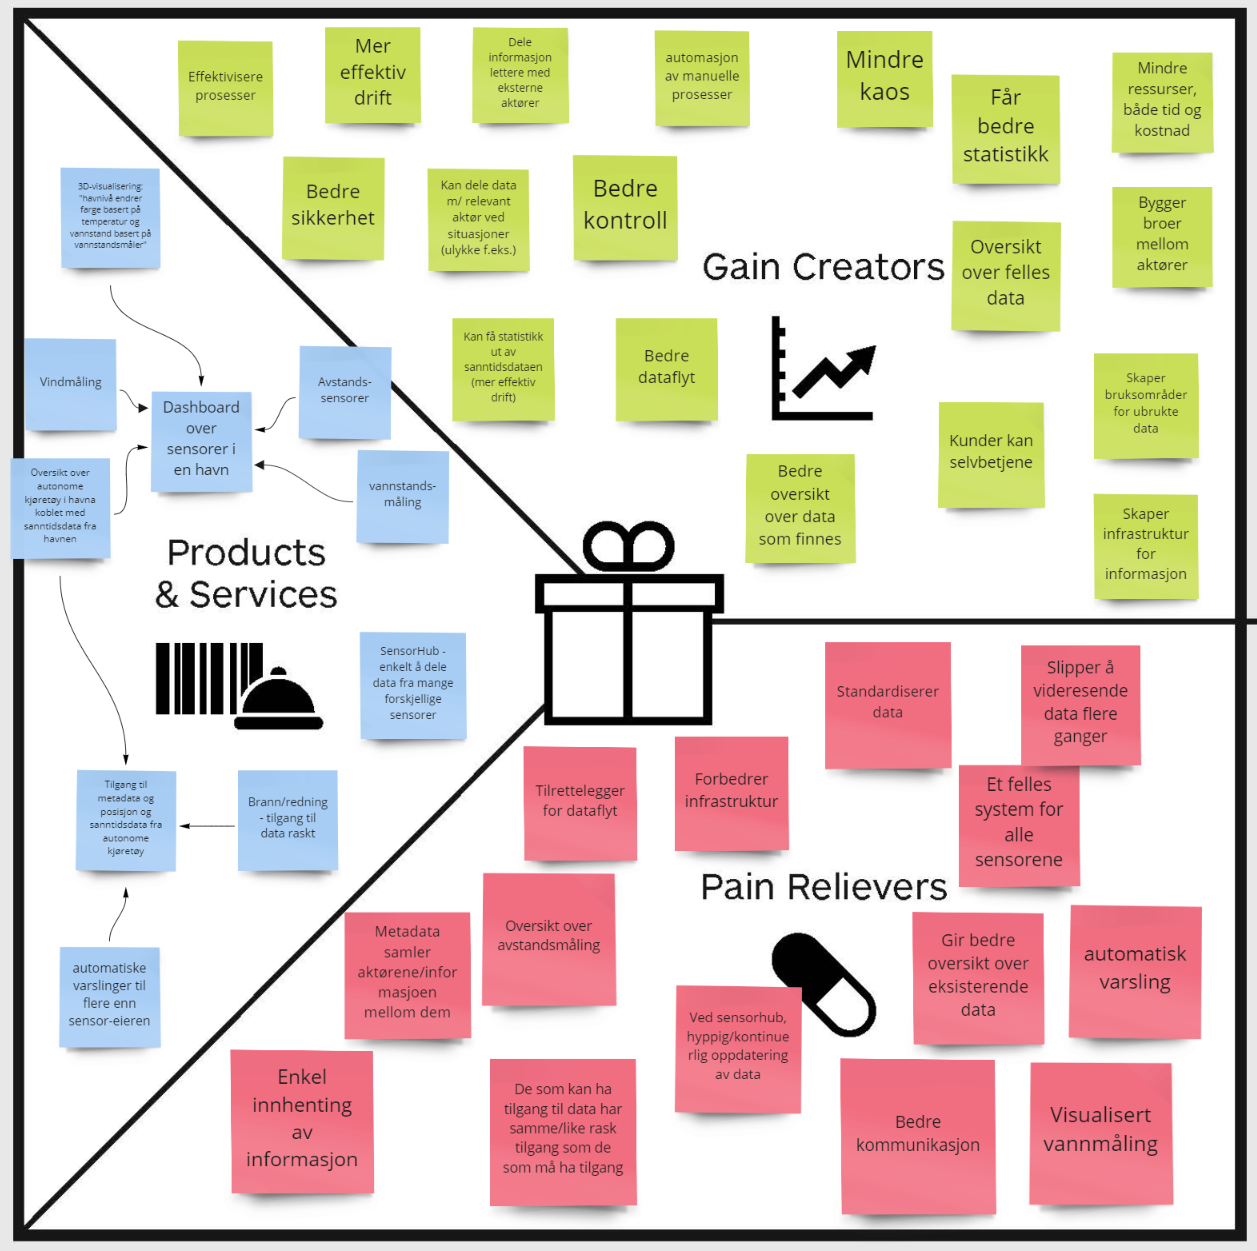 Effektivisere
prosesser
Mer
effektiv
drift
Dele
informasjon
lettere med
eksterne
aktører
automasjon
av manuelle
prosesser
Mindre
kaos
Får
bedre
statistikk
Mindre
ressurser,
både tid og
kostnad
Bedre
sikkerhet
Kan dele data
m/ relevant
aktør ved
situasjoner
(ulykke f.eks.)
Bedre
kontroll
Gain Creators
Oversikt
over felles
data
Bygger
broer
mellom
aktører
Kan få statistikk
ut av
sanntidsdataen
(mer effektiv
drift)
Bedre
dataflyt
Skaper
bruksområder
for ubrukte
data
Kunder kan
selvbetjene
Bedre
oversikt
over data
som finnes
Skaper
infrastruktur
for
informasjon
3D-visualisering:
"havnivå endrer
farge basert på
temperatur og
vannstand basert på
vannstandsmåler"
Vindmåling
Dashboard
over
sensorer i
en havn
Avstands-
sensorer
Oversikt over
autonome
kjøretøy i havna
koblet med
sanntidsdata fra
havnen
vannstands-
måling
Products
& Services
SensorHub -
enkelt å dele
data fra mange
forskjellige
sensorer
Tilgang til
metadata og
posisjon og
sanntidsdata fra
autonome
kjøretøy
Brann/redning
- tilgang til
data raskt
automatiske
varslinger til
flere enn
sensor-eieren
Standardiserer
data
Slipper å
videresende
data flere
ganger
Tilrettelegger
for dataflyt
Forbedrer
infrastruktur
Et felles
system for
alle
sensorene
Pain Relievers
Metadata
samler
aktørene/infor
masjoen
mellom dem
Oversikt over
avstandsmåling
Gir bedre
oversikt over
eksisterende
data
automatisk
varsling
Ved sensorhub,
hyppig/kontinue
rlig oppdatering
av data
Enkel
innhenting
av
informasjon
De som kan ha
tilgang til data har
samme/like rask
tilgang som de
som må ha tilgang
Bedre
kommunikasjon
Visualisert
vannmåling